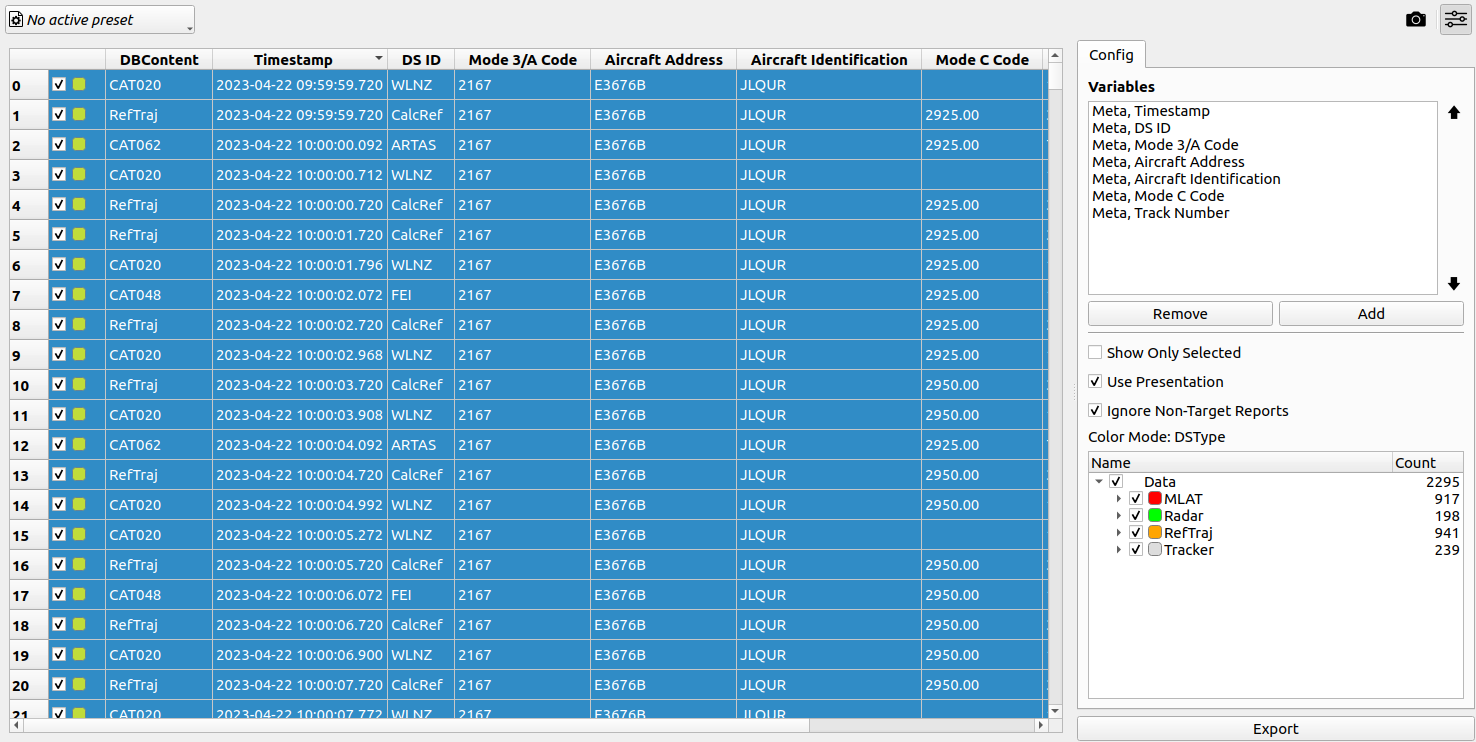 No active preset
DBContent Timestamp DS ID Mode 3/A Code Aircraft Address Aircraft Identification Mode C Code
0 CAT020 2023-04-22 09:59:59.720 WLNZ 2167 E3676B JLQUR
1 RefTraj 2023-04-22 09:59:59.720 CalcRef 2167 E3676B JLQUR 2925.00
2 CAT062 2023-04-22 10:00:00.092 ARTAS 2167 E3676B JLQUR 2925.00
3 CAT020 2023-04-22 10:00:00.712 WLNZ 2167 E3676B JLQUR
4 RefTraj 2023-04-22 10:00:00.720 CalcRef 2167 E3676B JLQUR 2925.00
5 RefTraj 2023-04-22 10:00:01.720 CalcRef 2167 E3676B JLQUR 2925.00
6 CAT020 2023-04-22 10:00:01.796 WLNZ 2167 E3676B JLQUR 2925.00
7 CAT048 2023-04-22 10:00:02.072 FEI 2167 E3676B JLQUR 2925.00
8 RefTraj 2023-04-22 10:00:02.720 CalcRef 2167 E3676B JLQUR 2925.00
9 CAT020 2023-04-22 10:00:02.968 WLNZ 2167 E3676B JLQUR 2925.00
10 RefTraj 2023-04-22 10:00:03.720 CalcRef 2167 E3676B JLQUR 2950.00
11 CAT020 2023-04-22 10:00:03.908 WLNZ 2167 E3676B JLQUR 2950.00
12 CAT062 2023-04-22 10:00:04.092 ARTAS 2167 E3676B JLQUR 2925.00
13 RefTraj 2023-04-22 10:00:04.720 CalcRef 2167 E3676B JLQUR 2950.00
14 CAT020 2023-04-22 10:00:04.992 WLNZ 2167 E3676B JLQUR 2950.00
15 CAT020 2023-04-22 10:00:05.272 WLNZ 2167 E3676B JLQUR
16 RefTraj 2023-04-22 10:00:05.720 CalcRef 2167 E3676B JLQUR 2950.00
17 CAT048 2023-04-22 10:00:06.072 FEI 2167 E3676B JLQUR 2950.00
18 RefTraj 2023-04-22 10:00:06.720 CalcRef 2167 E3676B JLQUR 2950.00
19 CAT020 2023-04-22 10:00:06.900 WLNZ 2167 E3676B JLQUR 2950.00
20 RefTraj 2023-04-22 10:00:07.720 CalcRef 2167 E3676B JLQUR 2950.00
21 CAT020 2023-04-22 10:00:07.772 WLNZ 2167 E3676B JLQUR
Config
Variables
Meta, Timestamp
Meta, DS ID
Meta, Mode 3/A Code
Meta, Aircraft Address
Meta, Aircraft Identification
Meta, Mode C Code
Meta, Track Number
Remove Add
Show Only Selected
Use Presentation
Ignore Non-Target Reports
Color Mode: DSType
Name Count
Data 2295
MLAT 917
Radar 198
RefTraj 941
Tracker 239
Export